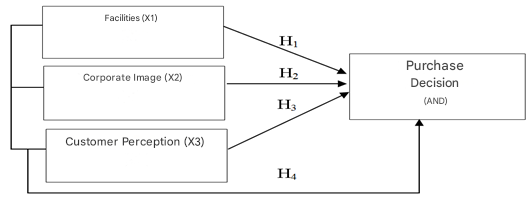 Facilities (X1)
H1
Corporate Image (X2)
H2
Purchase
Decision
(AND)
H3
Customer Perception (X3)
H4